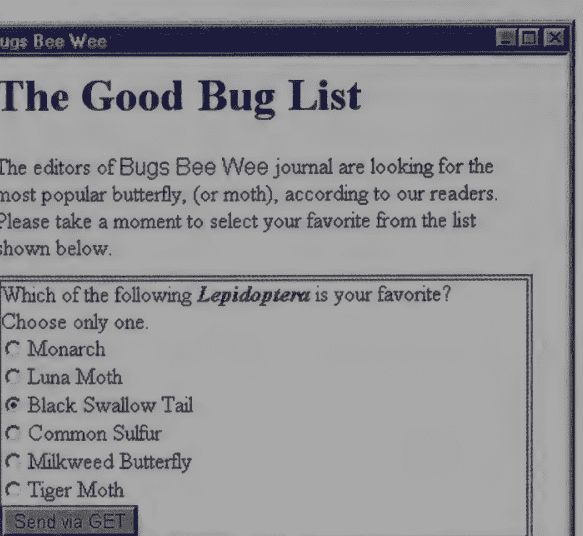 ugs Bee Wee
The Good Bug List
The editors of Bugs Bee Wee journal are looking for the
most popular butterfly, (or moth), according to our readers.
Please take a moment to select your favorite from the list
shown below.
Which of the following Lepidoptera is your favorite?
Choose only one.
Monarch
Luna Moth
Black Swallow Tail
Common Sulfur
Milkweed Butterfly
Tiger Moth
Send via GET